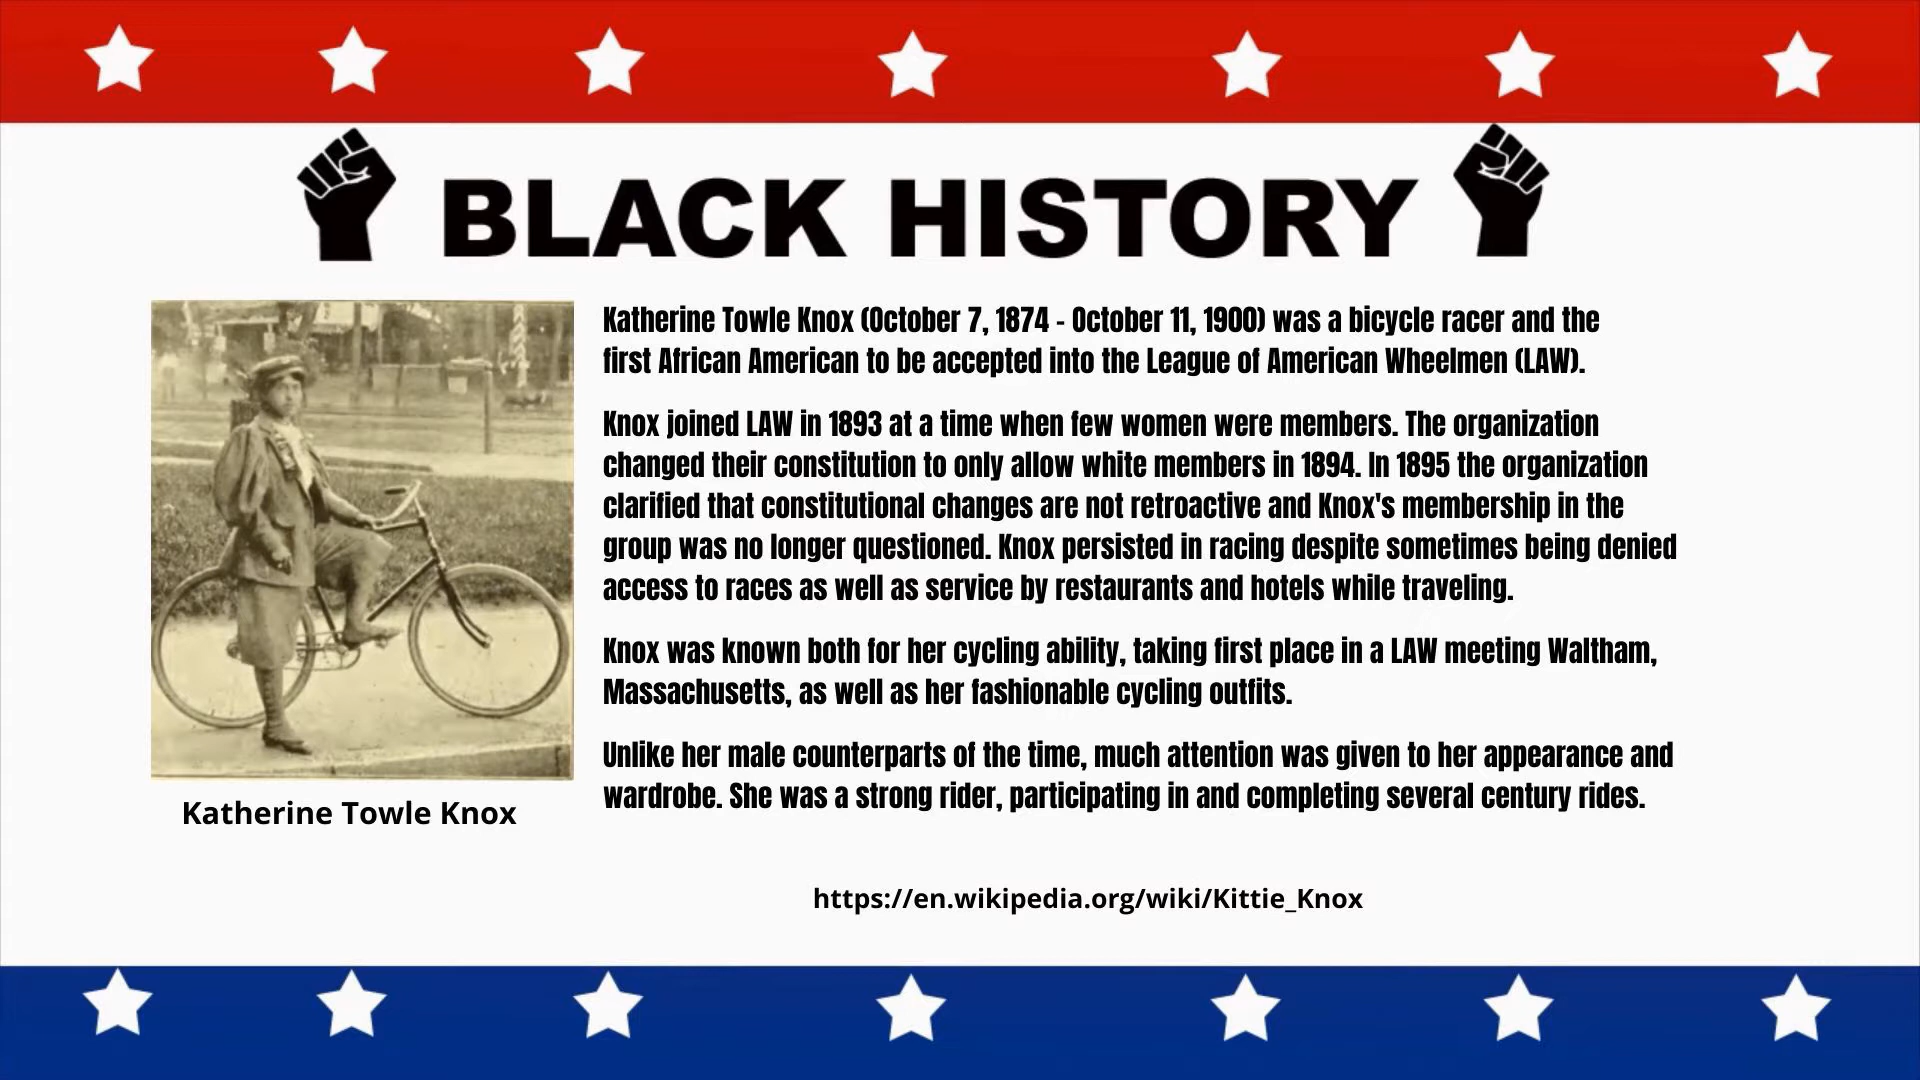 BLACK HISTORY
Katherine Towle Knox (October 7, 1874 - October 11, 1900) was a bicycle racer and the
first African American to be accepted into the League of American Wheelmen (LAW).
Knox joined LAW in 1893 at a time when few women were members. The organization
changed their constitution to only allow white members in 1894. In 1895 the organization
clarified that constitutional changes are not retroactive and Knox's membership in the
group was no longer questioned. Knox persisted in racing despite sometimes being denied
access to races as well as service by restaurants and hotels while traveling.
Knox was known both for her cycling ability, taking first place in a LAW meeting Waltham,
Massachusetts, as well as her fashionable cycling outfits.
Unlike her male counterparts of the time, much attention was given to her appearance and
wardrobe. She was a strong rider, participating in and completing several century rides.
Katherine Towle Knox
https://en.wikipedia.org/wiki/Kittie_Knox